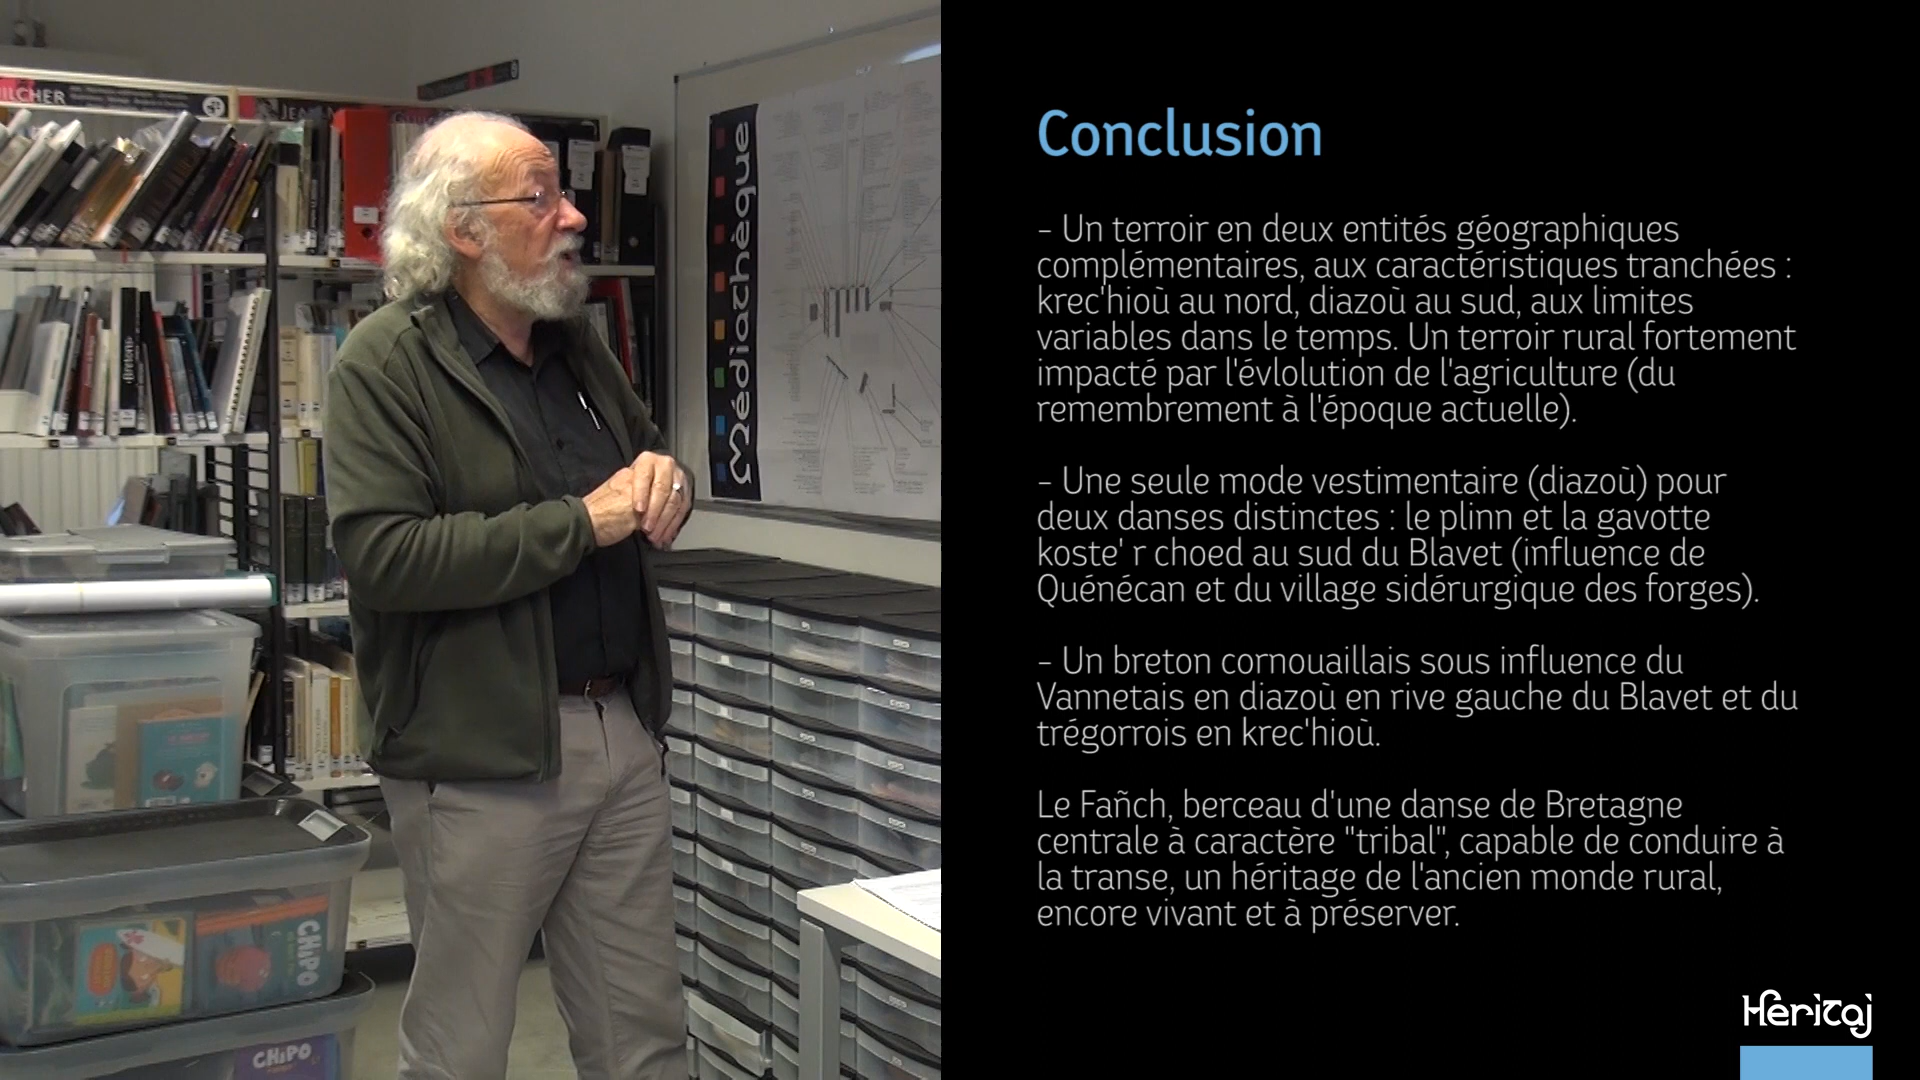 ILCHER
JEAN-M
Médiathèque
Bretons
CHiPO
CHiPO
Conclusion
- Un terroir en deux entités géographiques
complémentaires, aux caractéristiques tranchées :
krec'hioù au nord, diazoù au sud, aux limites
variables dans le temps. Un terroir rural fortement
impacté par l'évlolution de l'agriculture (du
remembrement à l'époque actuelle).
- Une seule mode vestimentaire (diazoù) pour
deux danses distinctes : le plinn et la gavotte
koste' r choed au sud du Blavet (influence de
Quénécan et du village sidérurgique des forges).
- Un breton cornouaillais sous influence du
Vannetais en diazoù en rive gauche du Blavet et du
trégorrois en krec'hioù.
Le Fañch, berceau d'une danse de Bretagne
centrale à caractère "tribal", capable de conduire à
la transe, un héritage de l'ancien monde rural,
encore vivant et à préserver.
Heritaj